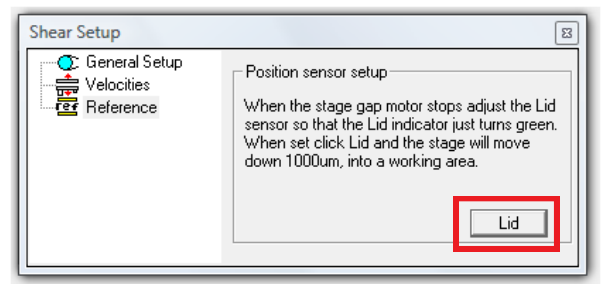 Shear Setup
General Setup
Velocities
ref Reference
Position sensor setup
When the stage gap motor stops adjust the Lid
sensor so that the Lid indicator just turns green.
When set click Lid and the stage will move
down 1000um, into a working area.
Lid